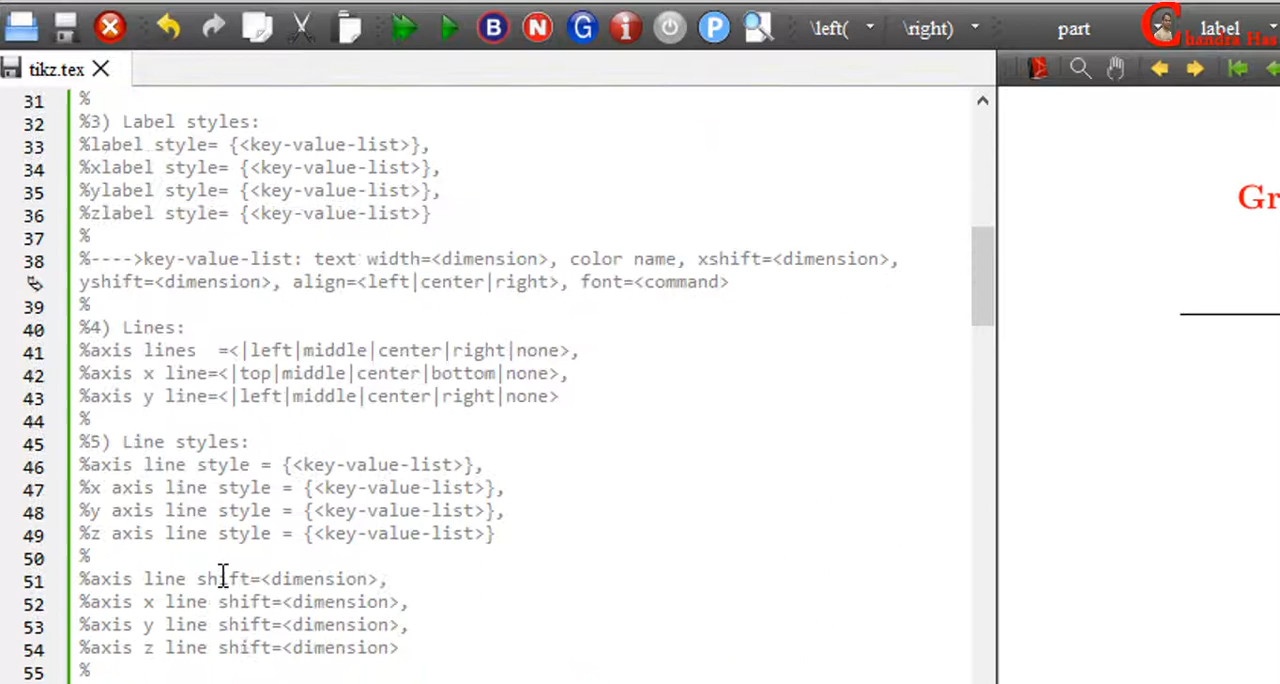 B N G i P \left( \right) part label
Chandra Has
tikz.tex
Gr
31 %
32 %3) Label styles:
33 %label style= {<key-value-list>},
34 %xlabel style= {<key-value-list>},
35 %ylabel style= {<key-value-list>},
36 %zlabel style= {<key-value-list>}
37 %
38 %---->key-value-list: text width=<dimension>, color name, xshift=<dimension>,
yshift=<dimension>, align=<left|center|right>, font=<command>
39 %
40 %4) Lines:
41 %axis lines  =<|left|middle|center|right|none>,
42 %axis x line=<|top|middle|center|bottom|none>,
43 %axis y line=<|left|middle|center|right|none>
44 %
45 %5) Line styles:
46 %axis line style = {<key-value-list>},
47 %x axis line style = {<key-value-list>},
48 %y axis line style = {<key-value-list>},
49 %z axis line style = {<key-value-list>}
50 %
51 %axis line shift=<dimension>,
52 %axis x line shift=<dimension>,
53 %axis y line shift=<dimension>,
54 %axis z line shift=<dimension>
55 %